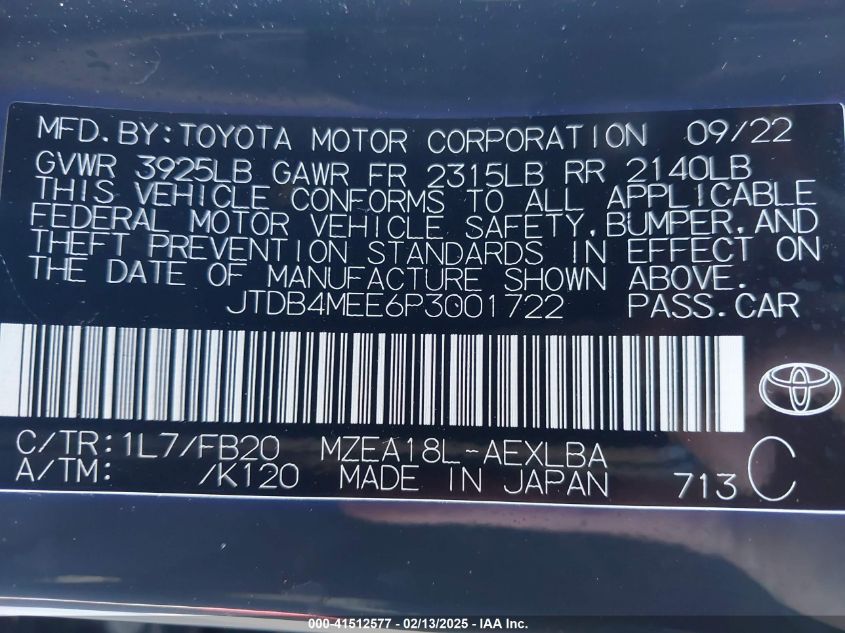 MFD.BY:TOYOTA MOTOR CORPORATION 09/22
GVWR 3925LB GAWR FR 2315LB RR 2140LB
THIS VEHICLE CONFORMS TO ALL APPLICABLE
FEDERAL MOTOR VEHICLE SAFETY,BUMPER,AND
THEFT PREVENTION STANDARDS IN EFFECT ON
THE DATE OF MANUFACTURE SHOWN ABOVE.
JTDB4MEE6P3001722 PASS.CAR
C/TR:1L7/FB20 MZEA18L-AEXLBA
A/TM: /K120 MADE IN JAPAN 713 C
000-41512577 - 02/13/2025 - IAA Inc.